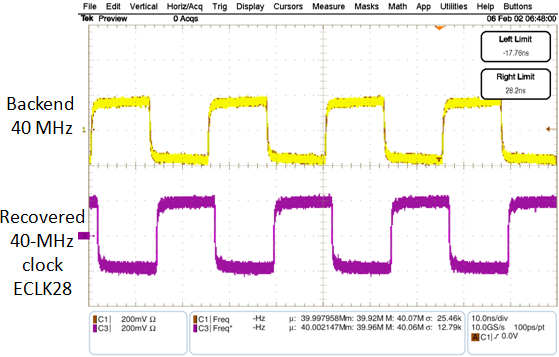 File Edit Vertical Horiz/Acq Trig Display Cursors Measure Masks Math App Utilities Help Buttons
Tek Preview 0 Acqs 06 Feb 02 06:48:00
Left Limit
-17.76ns
Right Limit
28.2ns
Backend
40 MHz
1
Recovered
40-MHz
clock
ECLK28
C1 200mV Ω C1 Freq -Hz μ: 39.997958M m: 39.92M M: 40.07M σ: 25.46k 10.0ns/div
C3 200mV Ω C3 Freq* -Hz μ: 40.002147M m: 39.96M M: 40.06M σ: 12.79k 10.0GS/s 100ps/pt
A C1 0.0V